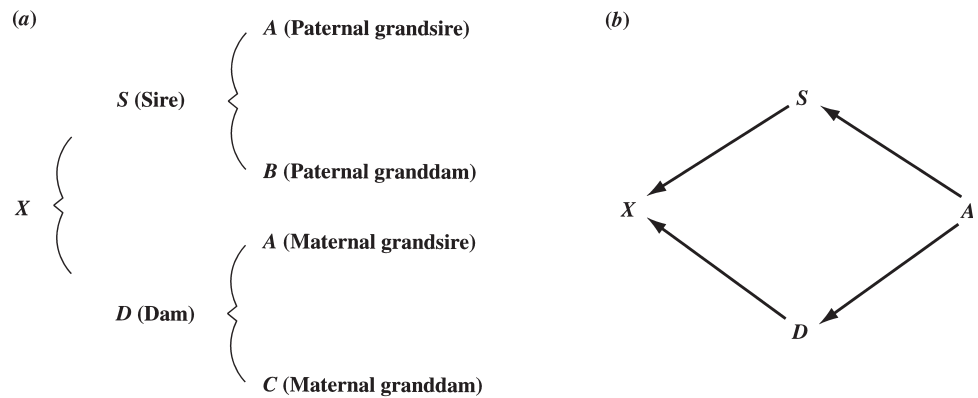 (a)
A (Paternal grandsire)
S (Sire)
B (Paternal granddam)
X
A (Maternal grandsire)
D (Dam)
C (Maternal granddam)
(b)
S
X
A
D